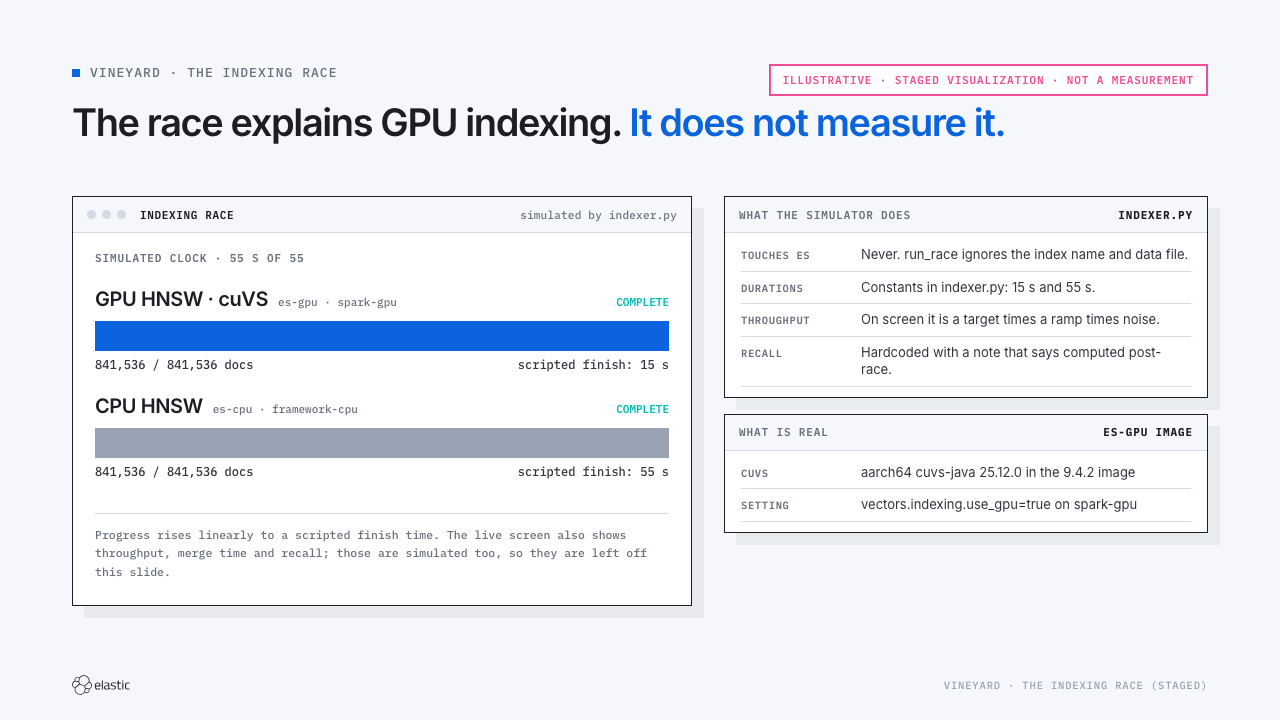 VINEYARD · THE INDEXING RACE
ILLUSTRATIVE · STAGED VISUALIZATION · NOT A MEASUREMENT
The race explains GPU indexing. It does not measure it.
INDEXING RACE
simulated by indexer.py
SIMULATED CLOCK · 55 S OF 55
GPU HNSW · cuVS es-gpu · spark-gpu
COMPLETE
841,536 / 841,536 docs
scripted finish: 15 s
CPU HNSW es-cpu · framework-cpu
COMPLETE
841,536 / 841,536 docs
scripted finish: 55 s
Progress rises linearly to a scripted finish time. The live screen also shows
throughput, merge time and recall; those are simulated too, so they are left off
this slide.
WHAT THE SIMULATOR DOES
INDEXER.PY
TOUCHES ES Never. run_race ignores the index name and data file.
DURATIONS Constants in indexer.py: 15 s and 55 s.
THROUGHPUT On screen it is a target times a ramp times noise.
RECALL Hardcoded with a note that says computed post-
race.
WHAT IS REAL
ES-GPU IMAGE
CUVS aarch64 cuvs-java 25.12.0 in the 9.4.2 image
SETTING vectors.indexing.use_gpu=true on spark-gpu
elastic
VINEYARD · THE INDEXING RACE (STAGED)